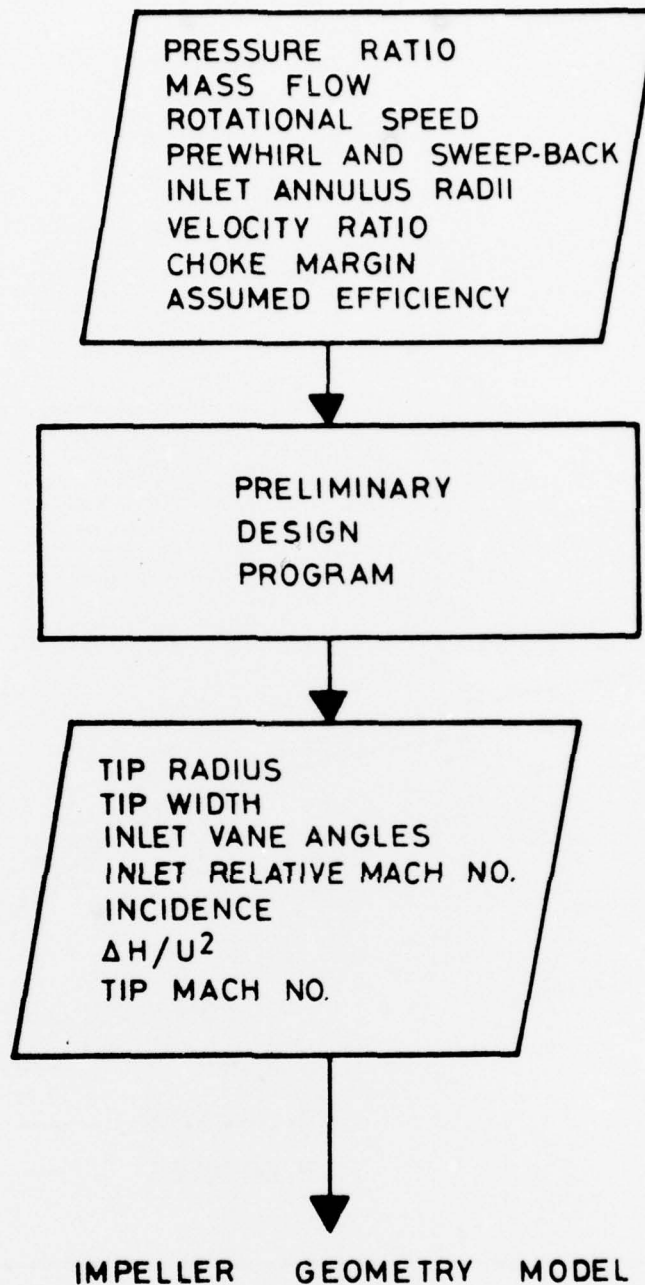 PRESSURE RATIO
MASS FLOW
ROTATIONAL SPEED
PREWHIRL AND SWEEP-BACK
INLET ANNULUS RADII
VELOCITY RATIO
CHOKE MARGIN
ASSUMED EFFICIENCY
PRELIMINARY
DESIGN
PROGRAM
TIP RADIUS
TIP WIDTH
INLET VANE ANGLES
INLET RELATIVE MACH NO.
INCIDENCE
ΔH/U²
TIP MACH NO.
IMPELLER GEOMETRY MODEL